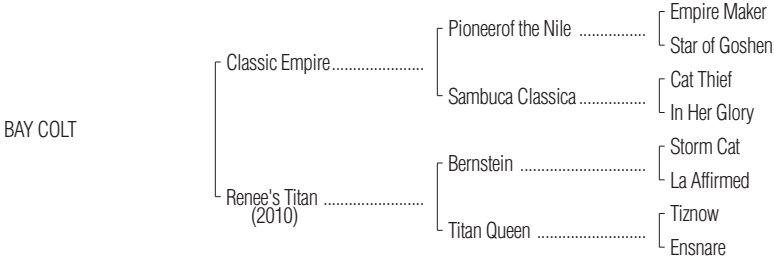 Empire Maker
Pioneerof the Nile ................
Star of Goshen
Classic Empire......................
Cat Thief
Sambuca Classica ................
In Her Glory
BAY COLT
Storm Cat
Bernstein ..............................
La Affirmed
Renee's Titan ........................
(2010)
Tiznow
Titan Queen ..........................
Ensnare